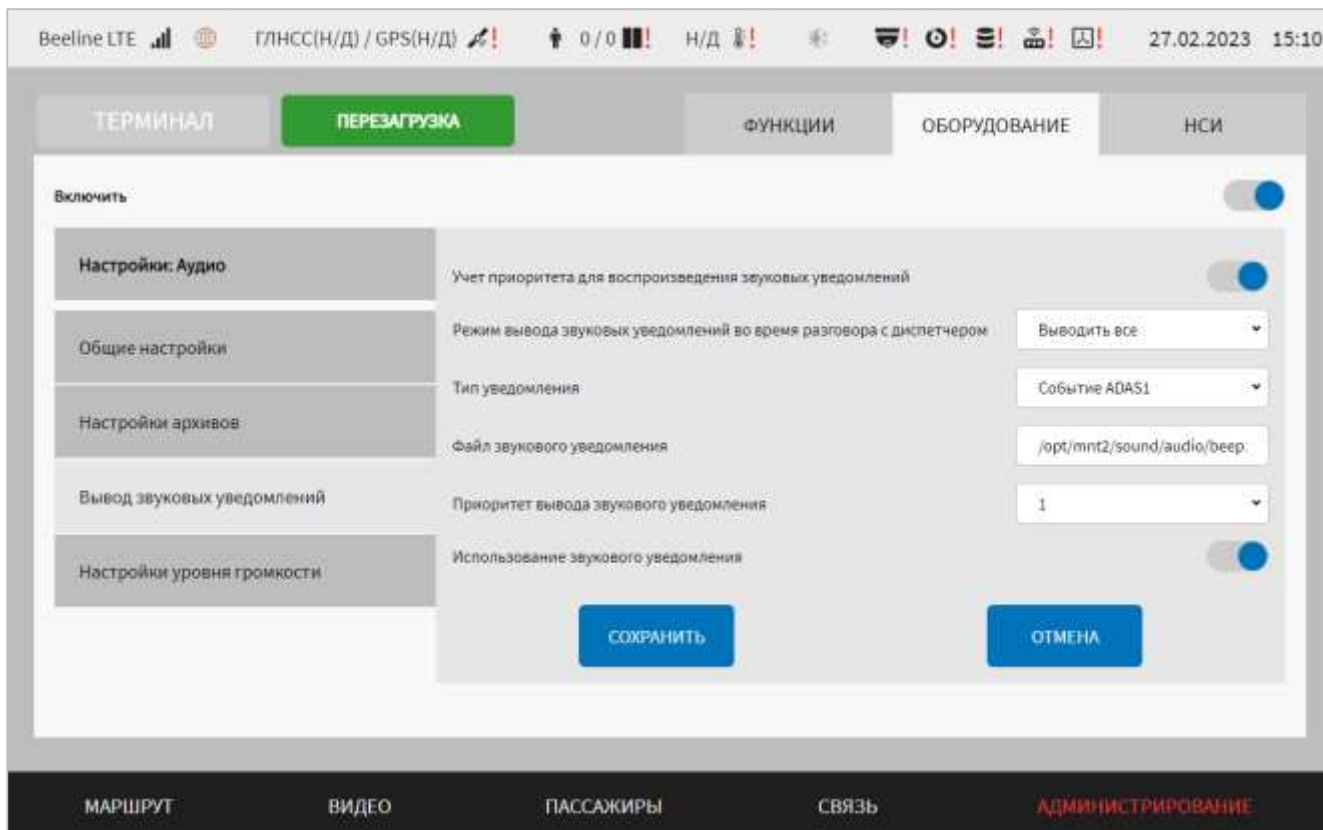 Beeline LTE ГЛНСС(Н/Д) / GPS(Н/Д) ! 0/0 ! Н/Д ! ! ! ! ! ! 27.02.2023 15:10
ТЕРМИНАЛ ПЕРЕЗАГРУЗКА ФУНКЦИИ ОБОРУДОВАНИЕ НСИ
Включить
Настройки: Аудио
Учет приоритета для воспроизведения звуковых уведомлений
Режим вывода звуковых уведомлений во время разговора с диспетчером Выводить все
Общие настройки
Тип уведомления Событие ADAS1
Настройки архивов
Файл звукового уведомления /opt/mnt2/sound/audio/beep.
Вывод звуковых уведомлений
Приоритет вывода звукового уведомления 1
Использование звукового уведомления
Настройки уровня громкости
СОХРАНИТЬ ОТМЕНА
МАРШРУТ ВИДЕО ПАССАЖИРЫ СВЯЗЬ АДМИНИСТРИРОВАНИЕ